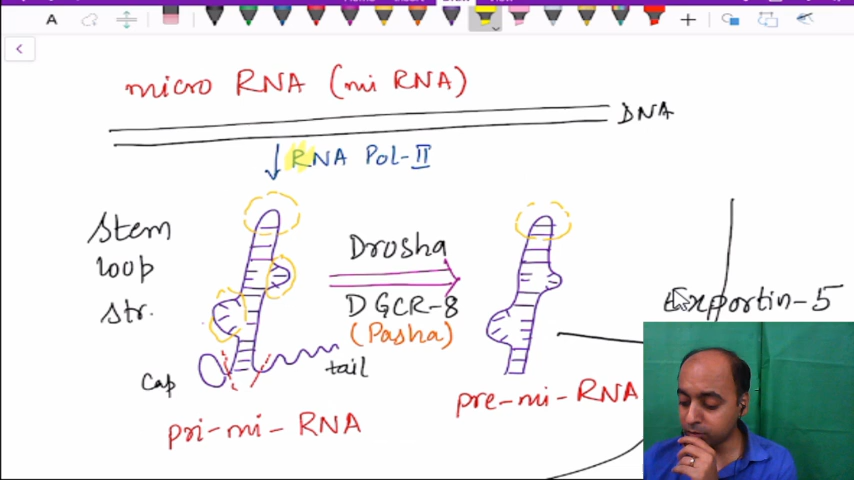 micro RNA (mi RNA)
DNA
RNA Pol-II
Stem
loop
Str.
Drosha
DGCR-8
(Pasha)
Exportin-5
Cap
tail
pri-mi-RNA
pre-mi-RNA